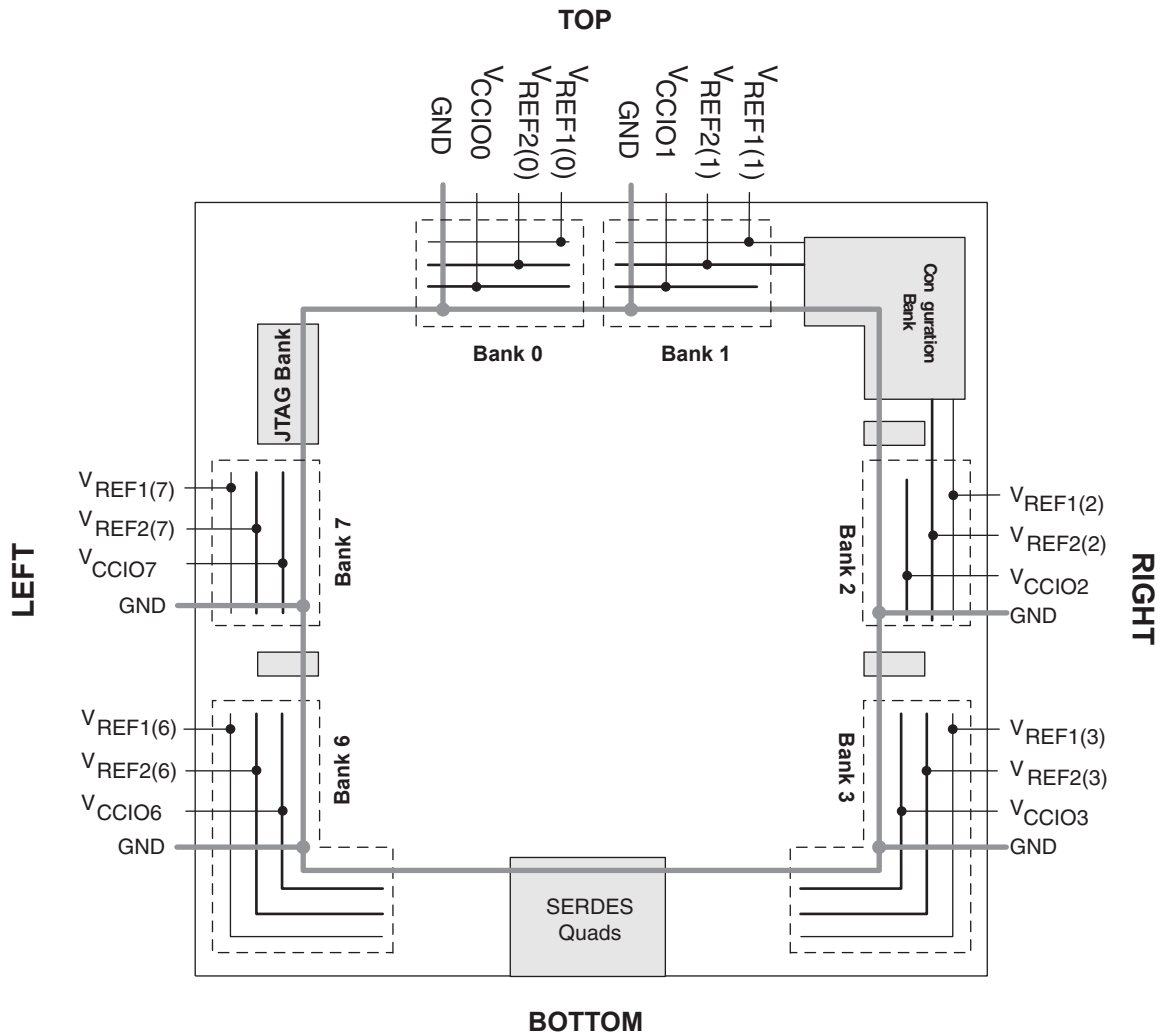 TOP
GND
VCCIO0
VREF2(0)
VREF1(0)
GND
VCCIO1
VREF2(1)
VREF1(1)
Con guration
Bank
Bank 0
Bank 1
JTAG Bank
VREF1(7)
VREF2(7)
VCCIO7
GND
Bank 7
LEFT
Bank 2
VREF1(2)
VREF2(2)
VCCIO2
GND
RIGHT
VREF1(6)
VREF2(6)
VCCIO6
GND
Bank 6
Bank 3
VREF1(3)
VREF2(3)
VCCIO3
GND
SERDES
Quads
BOTTOM